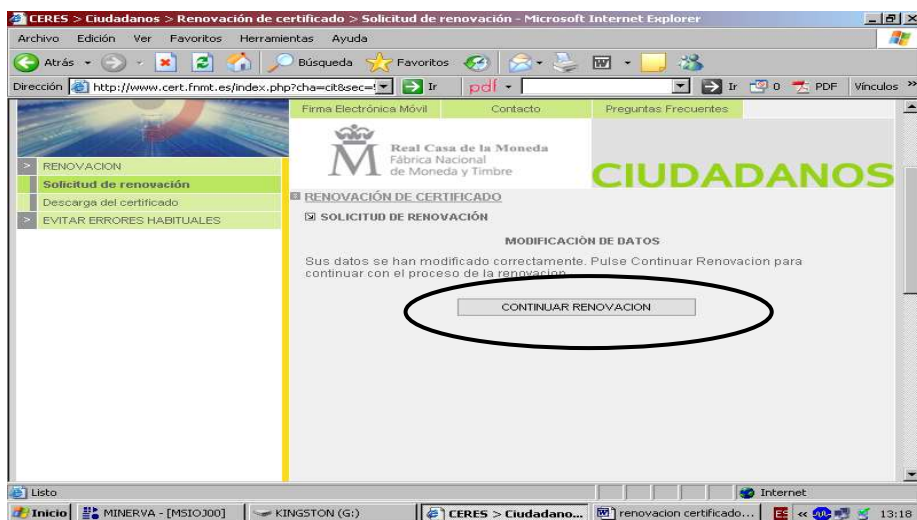 CERES > Ciudadanos > Renovación de certificado > Solicitud de renovación - Microsoft Internet Explorer
Archivo Edición Ver Favoritos Herramientas Ayuda
Atrás Búsqueda Favoritos
Dirección http://www.cert.fnmt.es/index.php?cha=cit&sec= Ir pdf Ir 0 PDF Vínculos »
Firma Electrónica Móvil Contacto Preguntas Frecuentes
Real Casa de la Moneda
Fábrica Nacional
de Moneda y Timbre
CIUDADANOS
> RENOVACION
Solicitud de renovación
Descarga del certificado
> EVITAR ERRORES HABITUALES
RENOVACIÓN DE CERTIFICADO
SOLICITUD DE RENOVACIÓN
MODIFICACIÓN DE DATOS
Sus datos se han modificado correctamente. Pulse Continuar Renovacion para
continuar con el proceso de la renovacion
CONTINUAR RENOVACION
Listo Internet
Inicio MINERVA - [MSIOJ00] KINGSTON (G:) CERES > Ciudadano... renovacion certificado... ES « 13:18